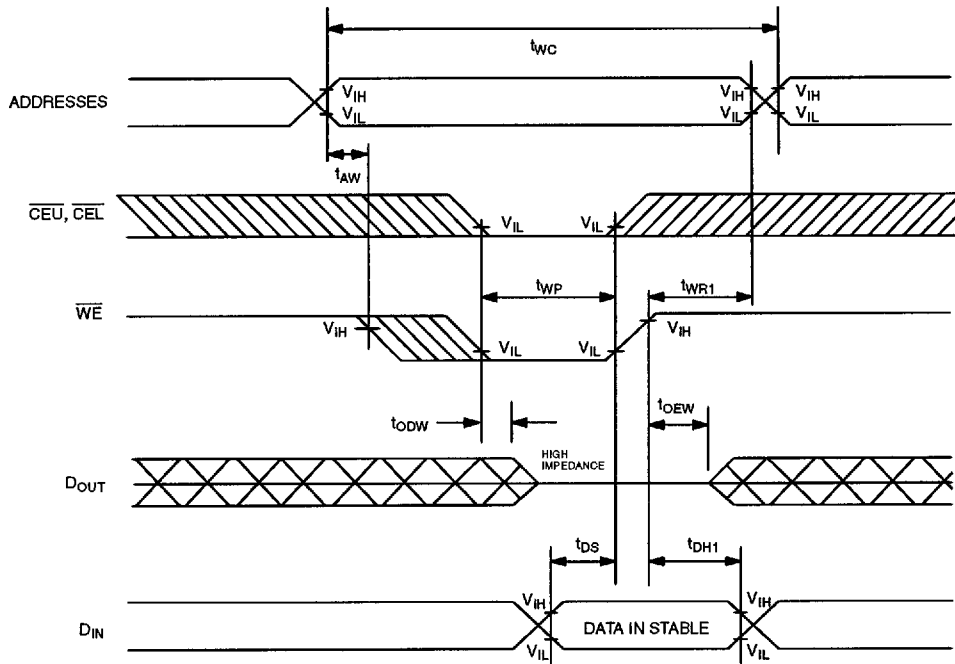 tWC
ADDRESSES
VIH
VIL
VIH
VIL
VIH
VIL
tAW
CEU, CEL
VIL
VIL
tWP
tWR1
WE
VIH
VIL
VIL
VIH
tODW
tOEW
DOUT
HIGH
IMPEDANCE
tDS
tDH1
DIN
VIH
VIL
DATA IN STABLE
VIH
VIL